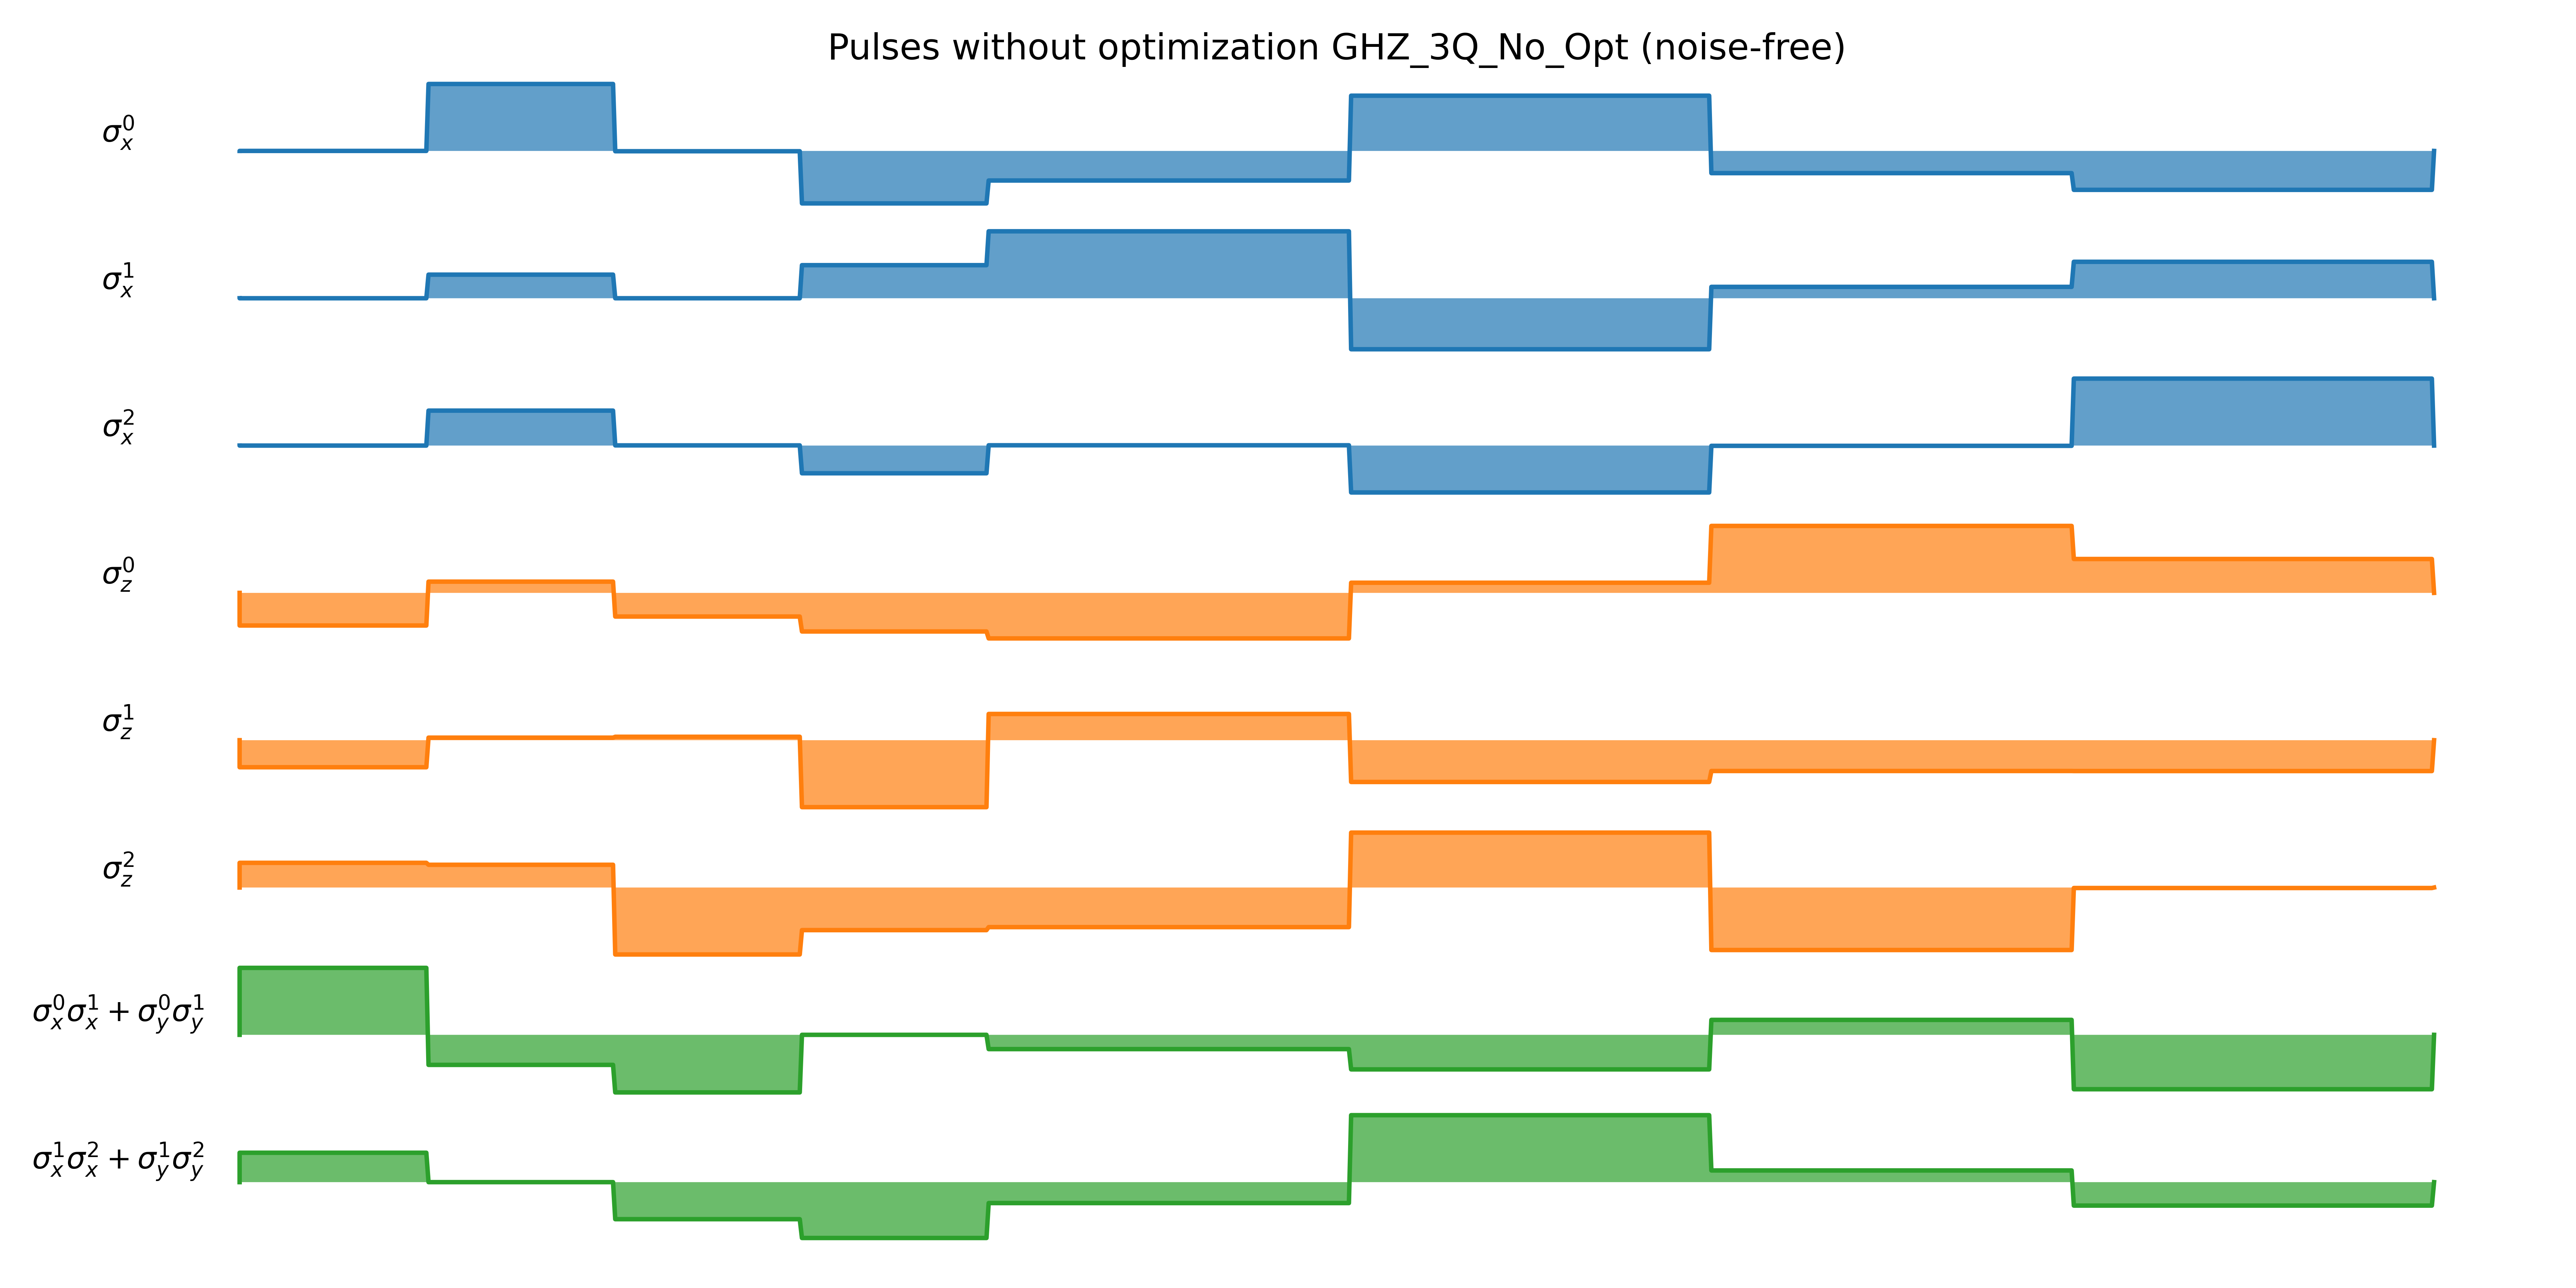 Pulses without optimization GHZ_3Q_No_Opt (noise-free)
σ_x^0
σ_x^1
σ_x^2
σ_z^0
σ_z^1
σ_z^2
σ_x^0σ_x^1 + σ_y^0σ_y^1
σ_x^1σ_x^2 + σ_y^1σ_y^2